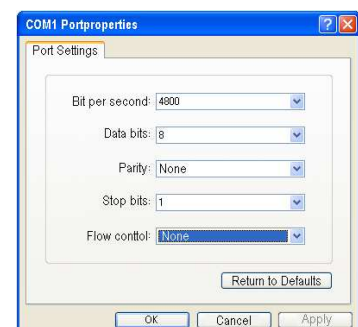 COM1 Portproperties
Port Settings
Bit per second: 4800
Data bits: 8
Parity: None
Stop bits: 1
Flow conttol: None
Return to Defaults
OK Cancel Apply